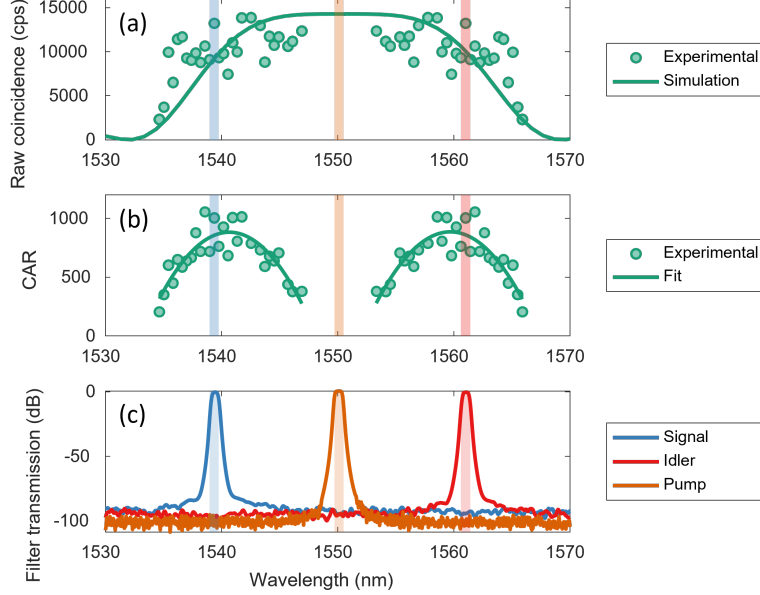 Raw coincidence (cps)
15000
10000
5000
0
(a)
1530 1540 1550 1560 1570
Experimental
Simulation
CAR
1000
500
0
(b)
1530 1540 1550 1560 1570
Experimental
Fit
Filter transmission (dB)
0
-50
-100
(c)
1530 1540 1550 1560 1570
Wavelength (nm)
Signal
Idler
Pump